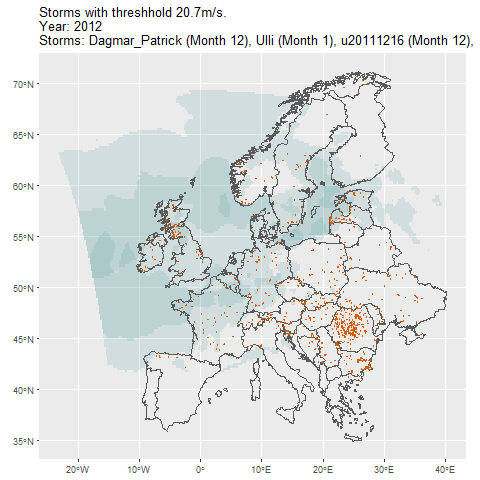 Storms with threshhold 20.7m/s.
Year: 2012
Storms: Dagmar_Patrick (Month 12), Ulli (Month 1), u20111216 (Month 12),
70°N
65°N
60°N
55°N
50°N
45°N
40°N
35°N
20°W
10°W
0°
10°E
20°E
30°E
40°E